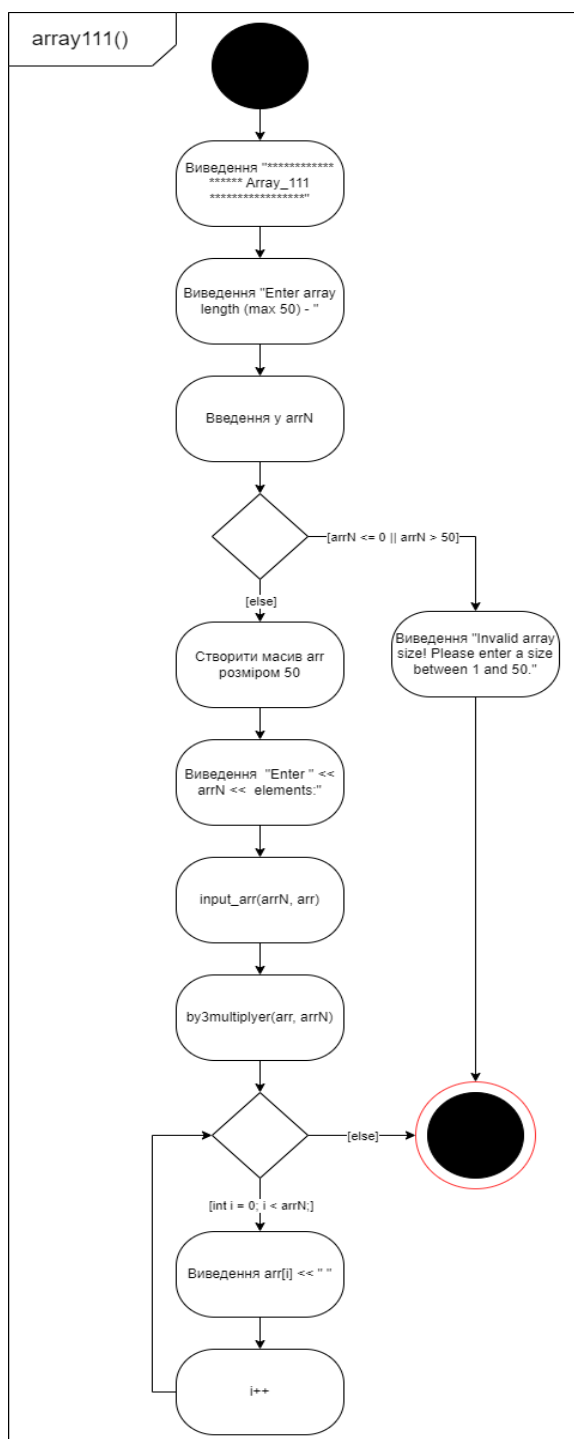 array111()
Виведення "************
****** Array_111
*****************"
Виведення "Enter array
length (max 50) - "
Введення у arrN
[arrN <= 0 || arrN > 50]
[else]
Створити масив arr
розміром 50
Виведення "Invalid array
size! Please enter a size
between 1 and 50."
Виведення  "Enter " <<
arrN <<  elements:"
input_arr(arrN, arr)
by3multiplyer(arr, arrN)
[else]
[int i = 0; i < arrN;]
Виведення arr[i] << " "
i++